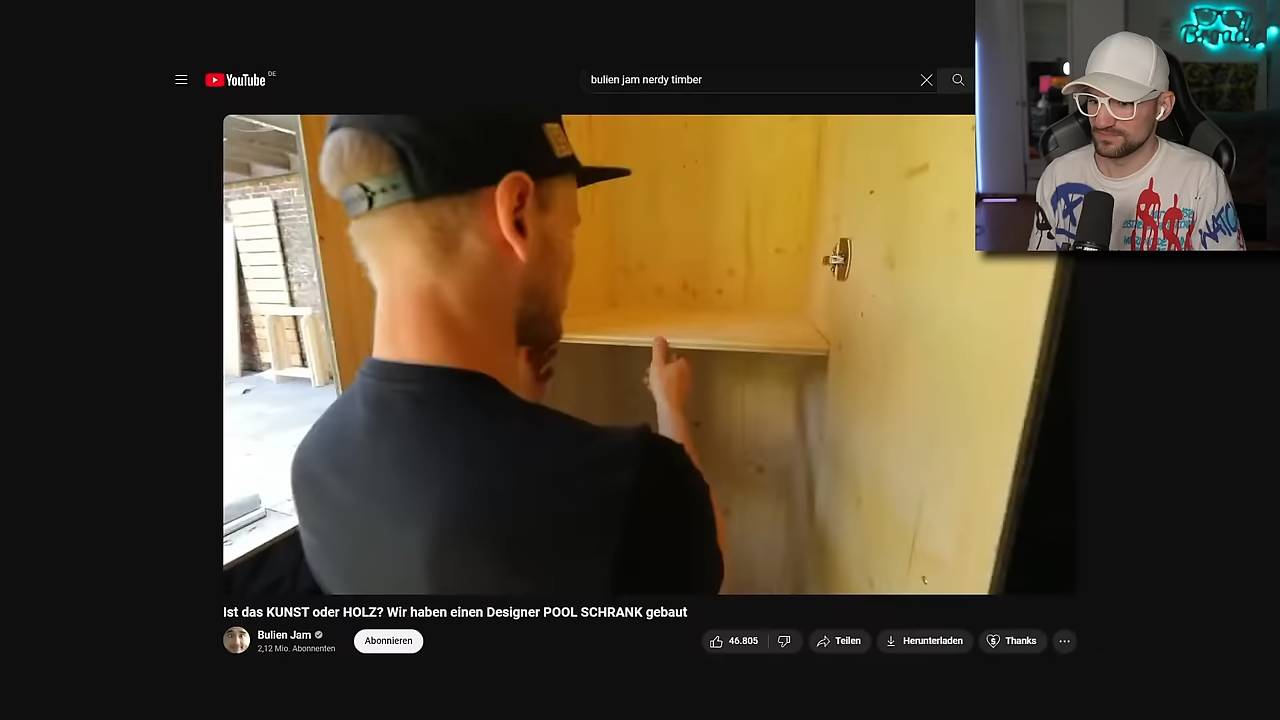 YouTube DE
bulien jam nerdy timber
Ist das KUNST oder HOLZ? Wir haben einen Designer POOL SCHRANK gebaut
Bulien Jam
2,12 Mio. Abonnenten
Abonnieren
46.805
Teilen
Herunterladen
Thanks